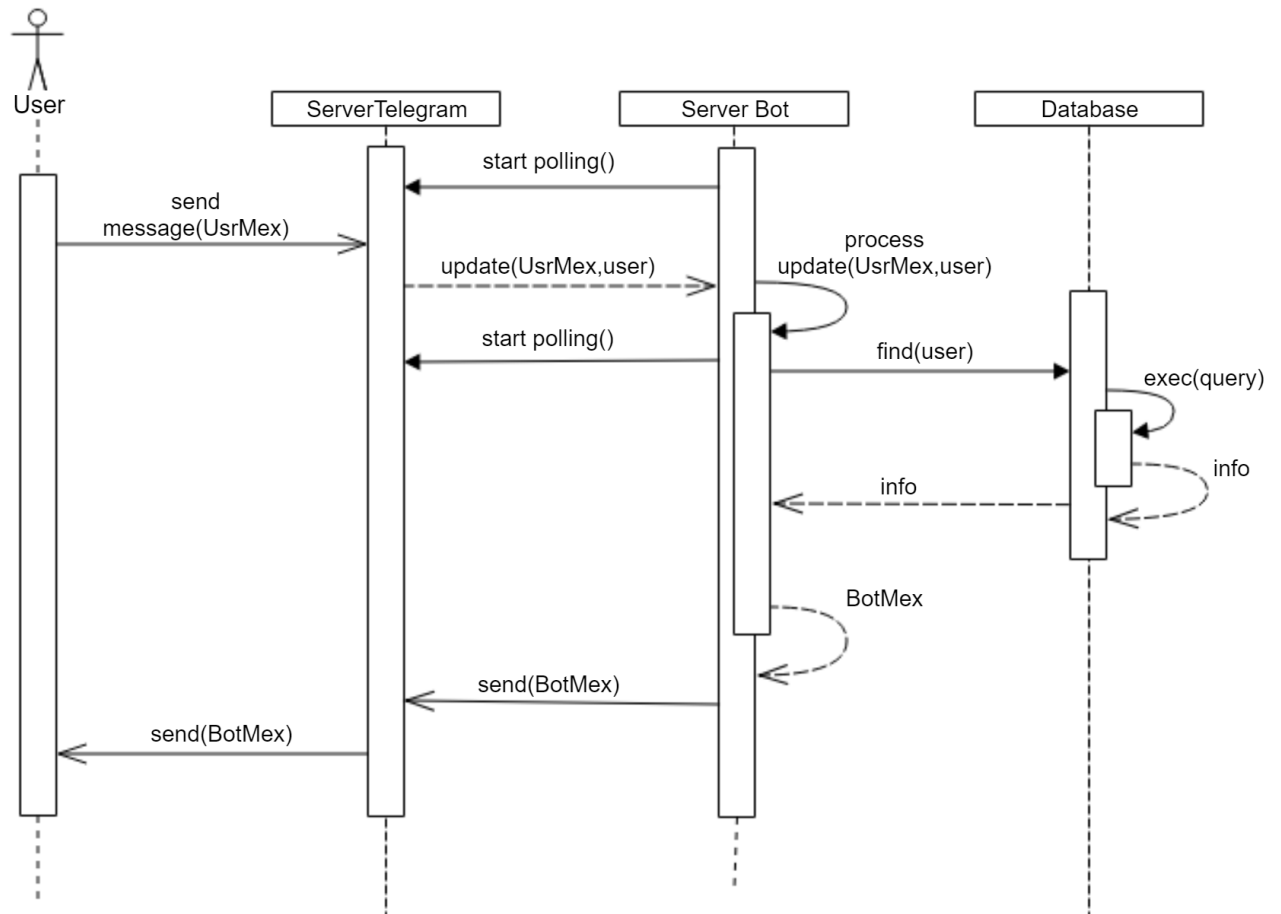 User
ServerTelegram
Server Bot
Database
start polling()
send
message(UsrMex)
process
update(UsrMex,user)
update(UsrMex,user)
start polling()
find(user)
exec(query)
info
info
BotMex
send(BotMex)
send(BotMex)